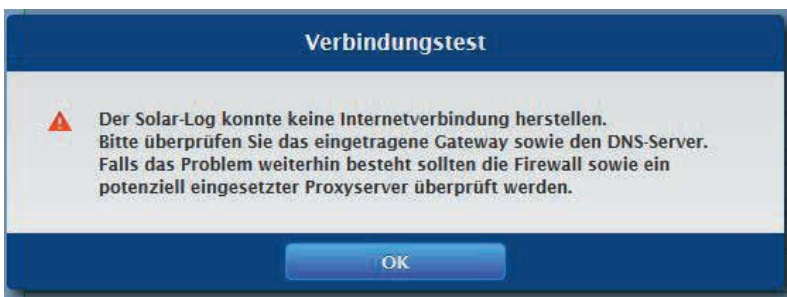 Verbindungstest
Der Solar-Log konnte keine Internetverbindung herstellen.
Bitte überprüfen Sie das eingetragene Gateway sowie den DNS-Server.
Falls das Problem weiterhin besteht sollten die Firewall sowie ein
potenziell eingesetzter Proxyserver überprüft werden.
OK